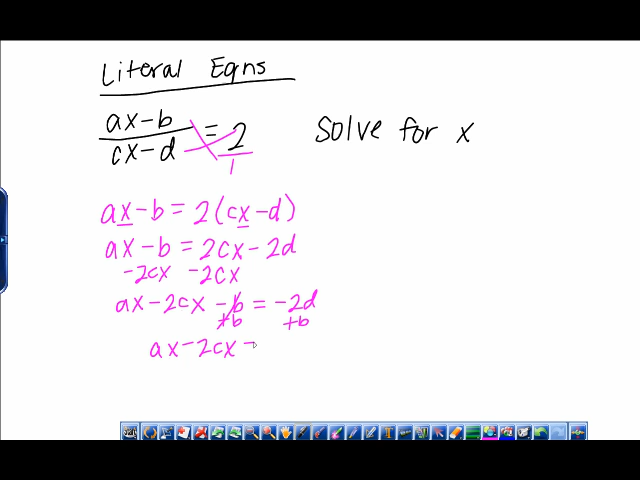 Literal Eqns
ax-b
cx-d = 2
1
Solve for x
ax-b = 2(cx-d)
ax-b = 2cx-2d
-2cx -2cx
ax-2cx -b = -2d
+b +b
ax-2cx -